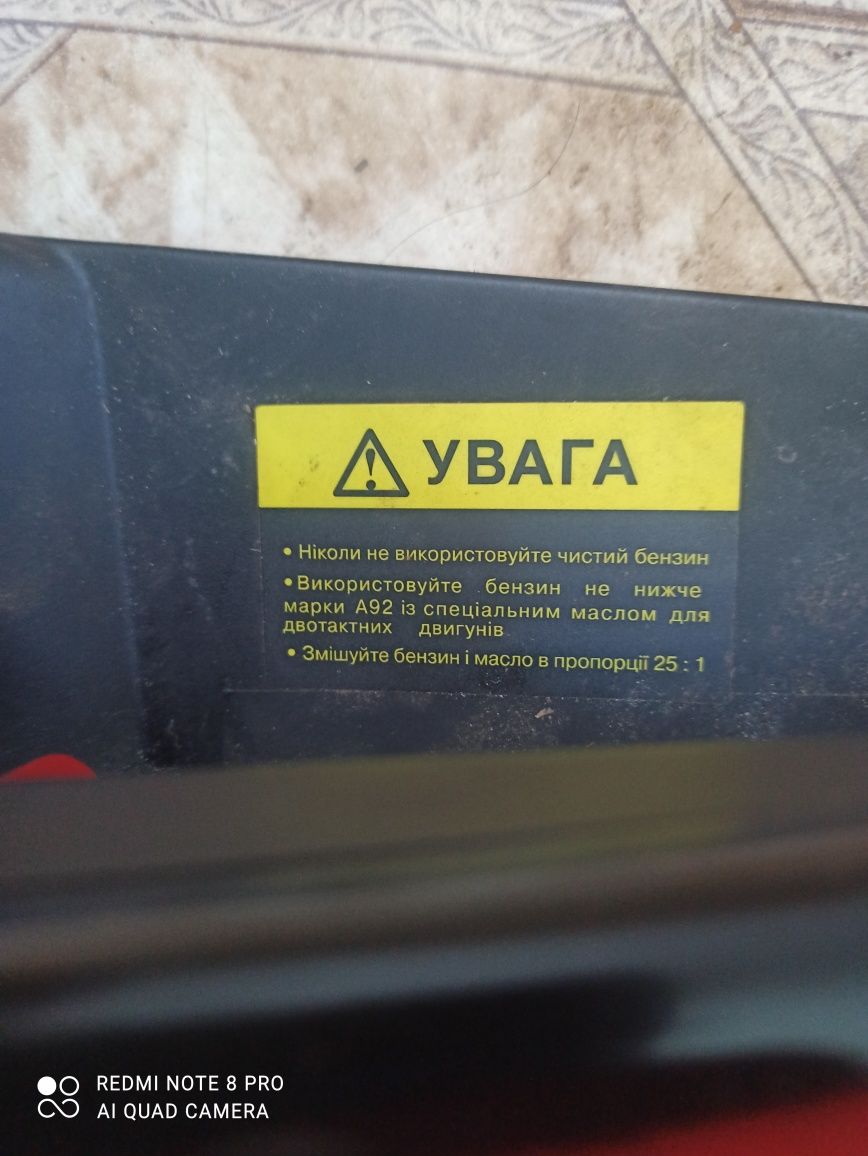 УВАГА
• Ніколи не використовуйте чистий бензин
• Використовуйте бензин не нижче
марки А92 із спеціальним маслом для
двотактних двигунів
• Змішуйте бензин і масло в пропорції 25 : 1
REDMI NOTE 8 PRO
AI QUAD CAMERA